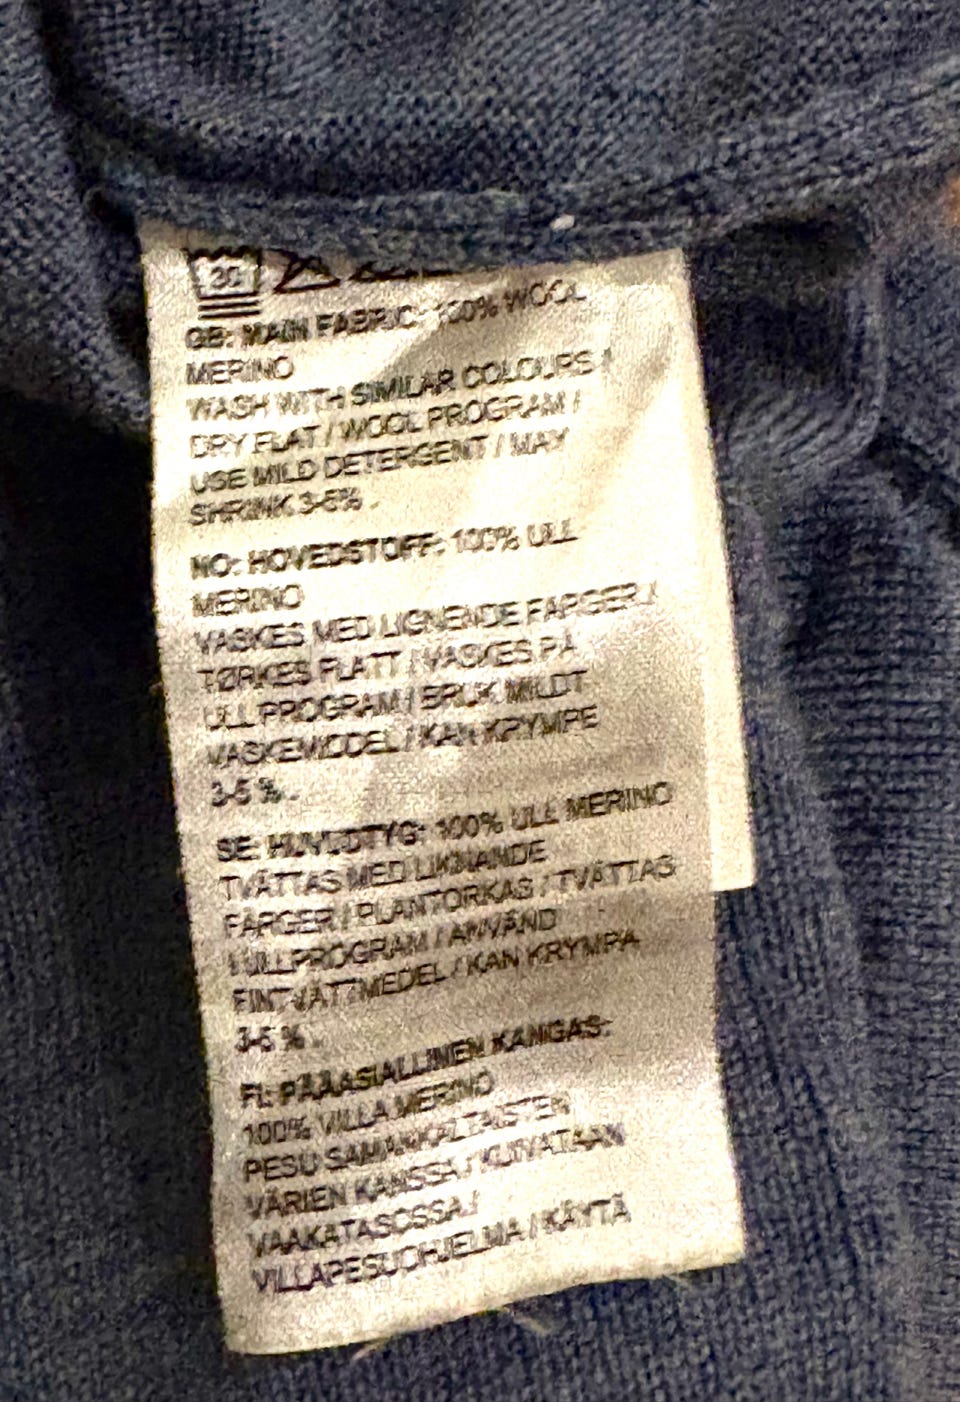 30
GB: MAIN FABRIC: 100% WOOL
MERINO
WASH WITH SIMILAR COLOURS /
DRY FLAT / WOOL PROGRAM /
USE MILD DETERGENT / MAY
SHRINK 3-5% .
NO: HOVEDSTOFF: 100% ULL
MERINO
VASKES MED LIGNENDE FARGER /
TØRKES FLATT / VASKES PÅ
ULL PROGRAM / BRUK MILDT
VASKEMIDDEL / KAN KRYMPE
3-5 % .
SE: HUVUDTYG: 100% ULL MERINO
TVÄTTAS MED LIKNANDE
FÄRGER / PLANTORKAS / TVÄTTAS
I ULLPROGRAM / ANVÄND
FINTVÄTTMEDEL / KAN KRYMPA
3-5 % .
FI: PÄÄASIALLINEN KANGAS:
100% VILLA MERINO
PESU SAMANKALTAISTEN
VÄRIEN KANSSA / KUIVATAAN
VAAKATASOSSA /
VILLAPESUOHJELMA / KÄYTÄ